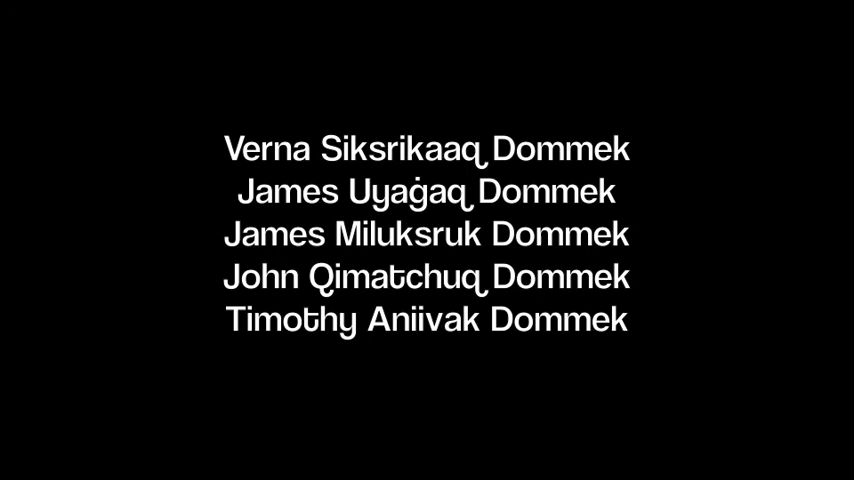 Verna Siksrikaaq Dommek
James Uyaġaq Dommek
James Miluksruk Dommek
John Qimatchuq Dommek
Timothy Aniivak Dommek